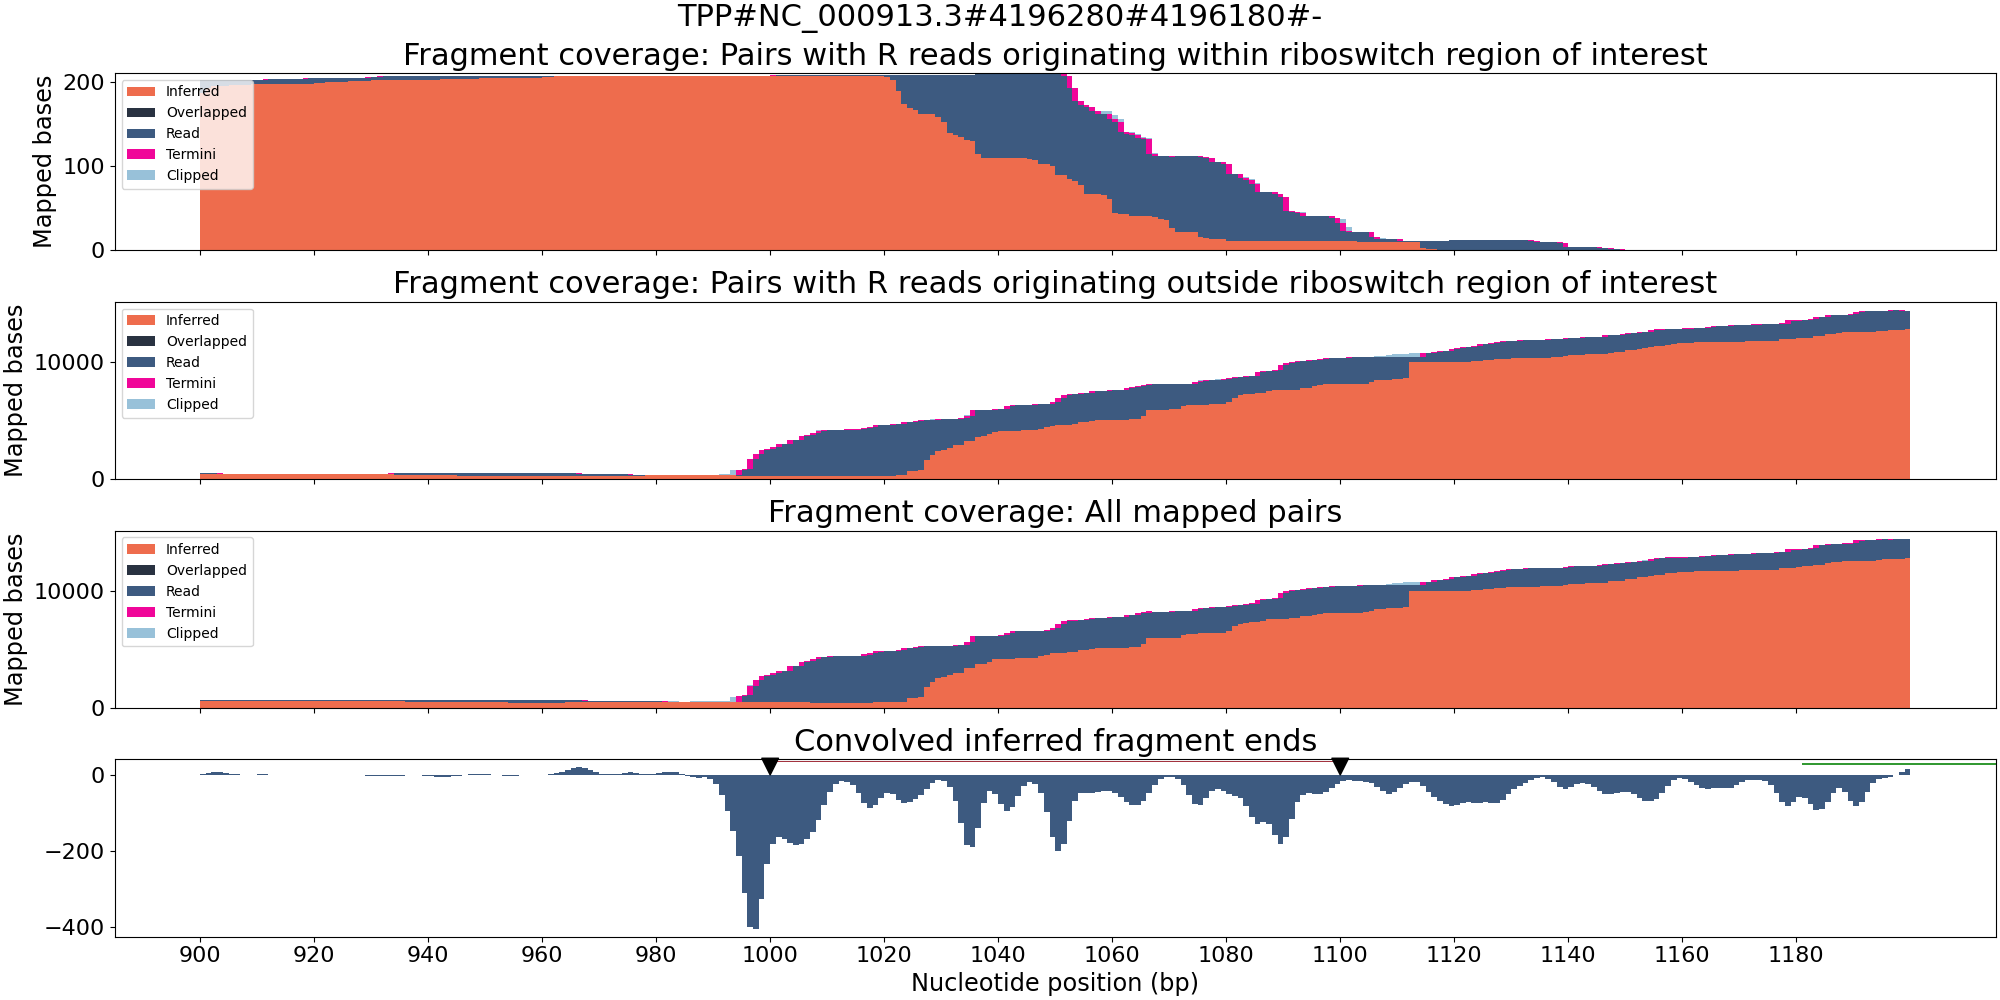 TPP#NC_000913.3#4196280#4196180#-
Fragment coverage: Pairs with R reads originating within riboswitch region of interest
Mapped bases
200
100
0
Inferred
Overlapped
Read
Termini
Clipped
Fragment coverage: Pairs with R reads originating outside riboswitch region of interest
Mapped bases
10000
0
Inferred
Overlapped
Read
Termini
Clipped
Fragment coverage: All mapped pairs
Mapped bases
10000
0
Inferred
Overlapped
Read
Termini
Clipped
Convolved inferred fragment ends
0
−200
−400
900 920 940 960 980 1000 1020 1040 1060 1080 1100 1120 1140 1160 1180
Nucleotide position (bp)